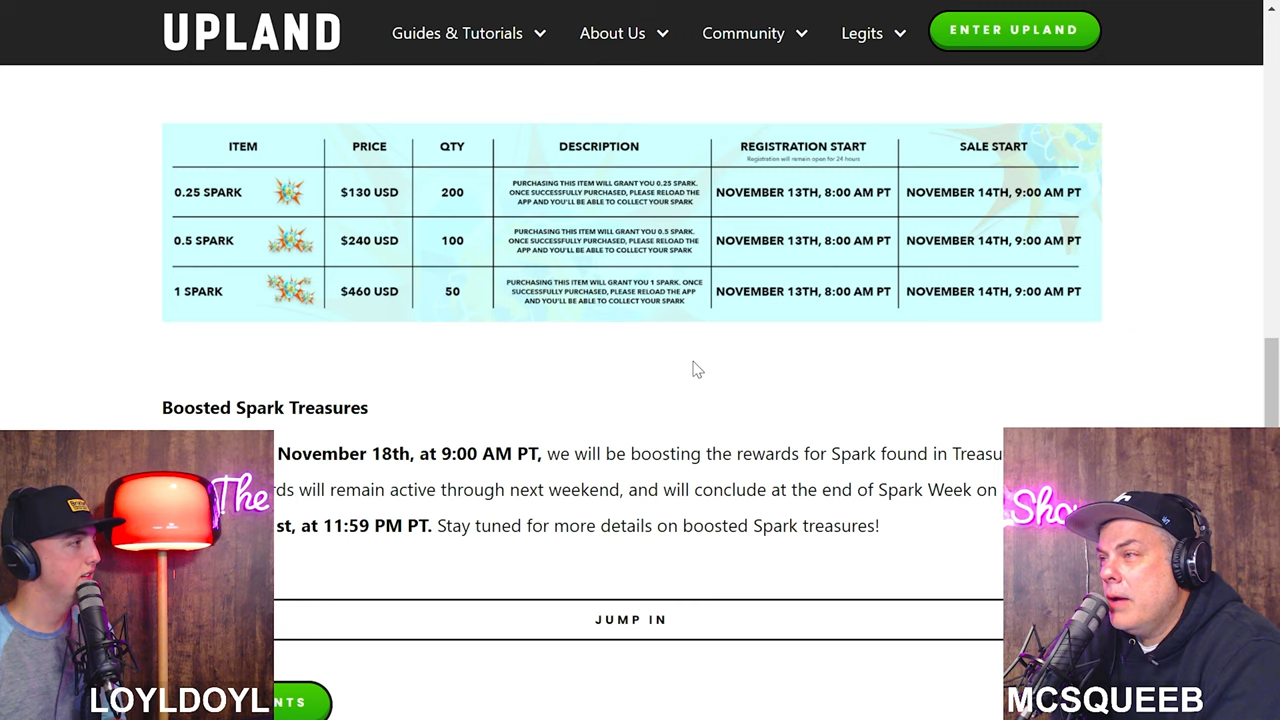 UPLAND
Guides & Tutorials
About Us
Community
Legits
ENTER UPLAND
ITEM PRICE QTY DESCRIPTION REGISTRATION START SALE START
Registration will remain open for 24 hours
0.25 SPARK $130 USD 200 PURCHASING THIS ITEM WILL GRANT YOU 0.25 SPARK. ONCE SUCCESSFULLY PURCHASED, PLEASE RELOAD THE APP AND YOU'LL BE ABLE TO COLLECT YOUR SPARK NOVEMBER 13TH, 8:00 AM PT NOVEMBER 14TH, 9:00 AM PT
0.5 SPARK $240 USD 100 PURCHASING THIS ITEM WILL GRANT YOU 0.5 SPARK. ONCE SUCCESSFULLY PURCHASED, PLEASE RELOAD THE APP AND YOU'LL BE ABLE TO COLLECT YOUR SPARK NOVEMBER 13TH, 8:00 AM PT NOVEMBER 14TH, 9:00 AM PT
1 SPARK $460 USD 50 PURCHASING THIS ITEM WILL GRANT YOU 1 SPARK. ONCE SUCCESSFULLY PURCHASED, PLEASE RELOAD THE APP AND YOU'LL BE ABLE TO COLLECT YOUR SPARK NOVEMBER 13TH, 8:00 AM PT NOVEMBER 14TH, 9:00 AM PT
Boosted Spark Treasures
November 18th, at 9:00 AM PT, we will be boosting the rewards for Spark found in Treasu
ds will remain active through next weekend, and will conclude at the end of Spark Week on
st, at 11:59 PM PT. Stay tuned for more details on boosted Spark treasures!
JUMP IN
NTS
The
Sho
LOYLDOYL
MCSQUEEB